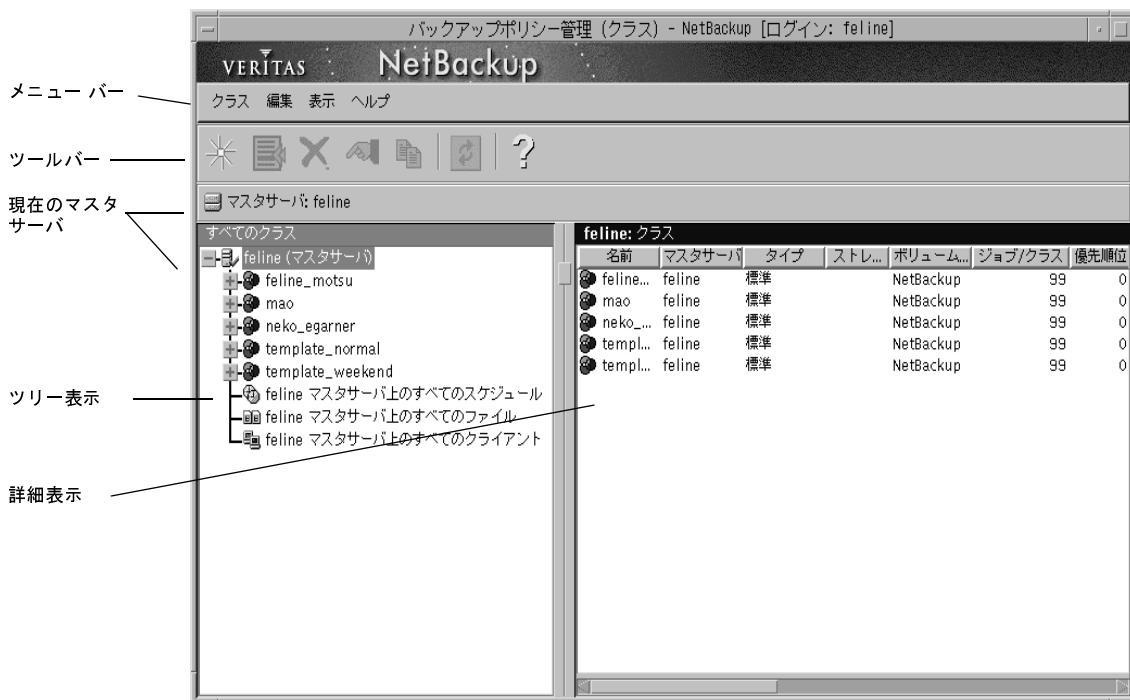 バックアップポリシー管理 (クラス) - NetBackup [ログイン: feline]
VERITAS NetBackup
メニュー バー
クラス 編集 表示 ヘルプ
ツールバー
?
現在のマスタ
サーバ
マスタサーバ: feline
すべてのクラス
feline (マスタサーバ)
feline_motsu
mao
neko_egarner
template_normal
template_weekend
feline マスタサーバ上のすべてのスケジュール
feline マスタサーバ上のすべてのファイル
feline マスタサーバ上のすべてのクライアント
ツリー表示
詳細表示
feline: クラス
名前 マスタサーバ タイプ ストレ... ボリューム... ジョブ/クラス 優先順位
feline... feline 標準 NetBackup 99 0
mao feline 標準 NetBackup 99 0
neko_... feline 標準 NetBackup 99 0
templ... feline 標準 NetBackup 99 0
templ... feline 標準 NetBackup 99 0